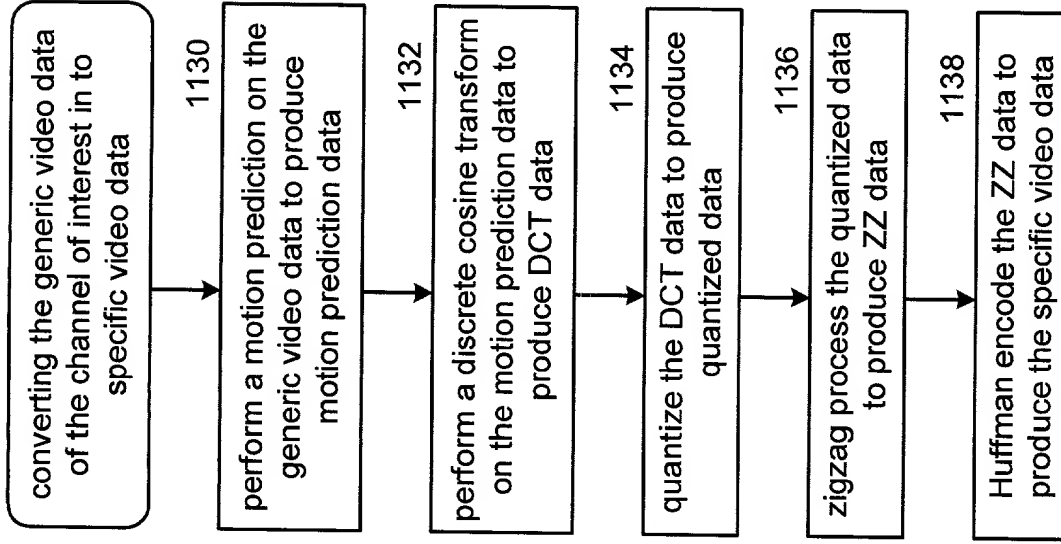 converting the generic video data
of the channel of interest in to
specific video data
1130
perform a motion prediction on the
generic video data to produce
motion prediction data
1132
perform a discrete cosine transform
on the motion prediction data to
produce DCT data
1134
quantize the DCT data to produce
quantized data
1136
zigzag process the quantized data
to produce ZZ data
1138
Huffman encode the ZZ data to
produce the specific video data